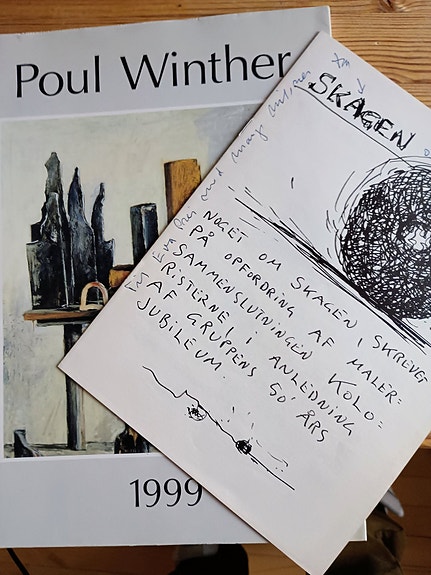 Poul Winther
1999
SKAGEN
NOGET OM SKAGEN, SKREVET
PÅ OPFORDRING AF MALER=
SAMMENSLUTNINGEN KOLO=
RISTERNE, I ANLEDNING
AF GRUPPENS 50 ÅRS
JUBILEUM.